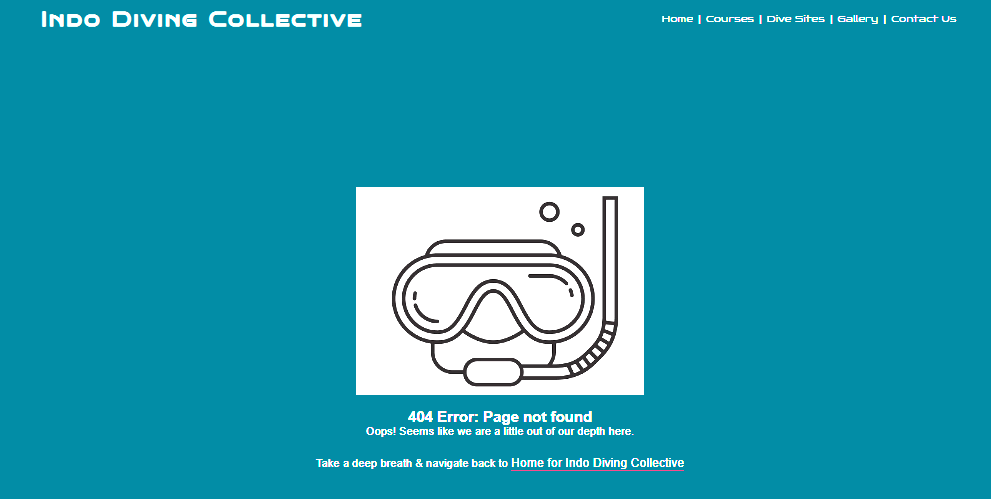 Indo Diving Collective
Home | Courses | Dive Sites | Gallery | Contact Us
404 Error: Page not found
Oops! Seems like we are a little out of our depth here.
Take a deep breath & navigate back to Home for Indo Diving Collective